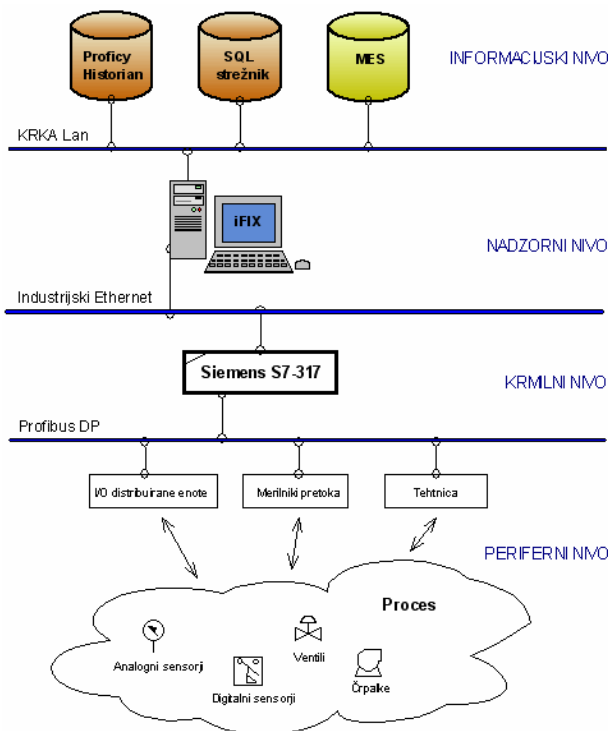 Proficy
Historian
SQL
strežnik
MES
INFORMACIJSKI NIVO
KRKA Lan
iFIX
NADZORNI NIVO
Industrijski Ethernet
Siemens S7-317
KRMILNI NIVO
Profibus DP
I/O distribuirane enote
Merilniki pretoka
Tehtnica
PERIFERNI NIVO
Proces
Analogni sensorji
Ventili
Digitalni sensorji
Črpalke